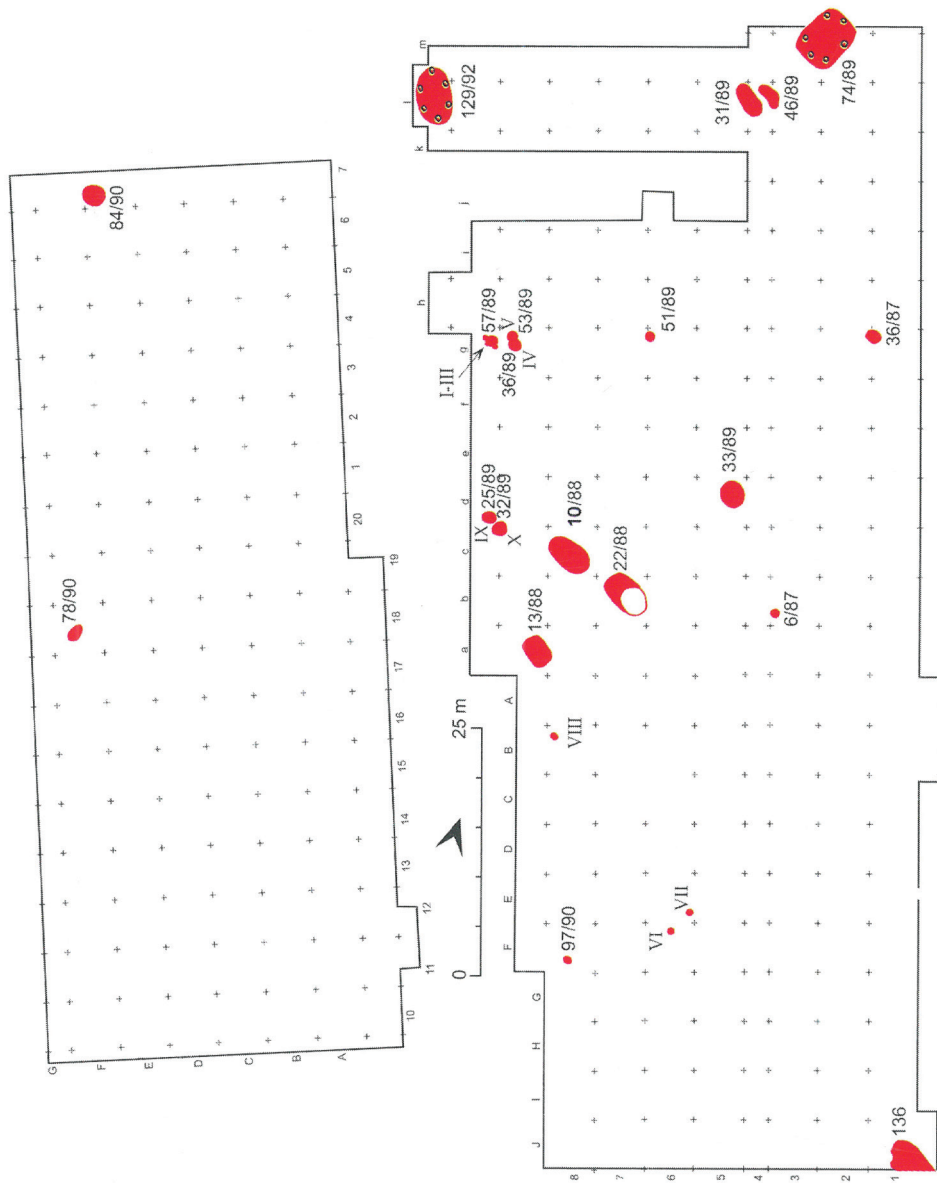 m
l
k
j
i
h
g
f
e
d
c
b
a
A
B
C
D
E
F
G
H
I
J
129/92
31/89
46/89
74/89
84/90
7
6
5
4
3
2
1
20
19
18
17
16
15
14
13
12
11
10
G
F
E
D
C
B
A
78/90
57/89
V
53/89
I-III
36/89
IV
51/89
36/87
25/89
IX
32/89
X
10/88
33/89
22/88
13/88
6/87
25 m
0
VIII
VII
VI
97/90
136
8
7
6
5
4
3
2
1